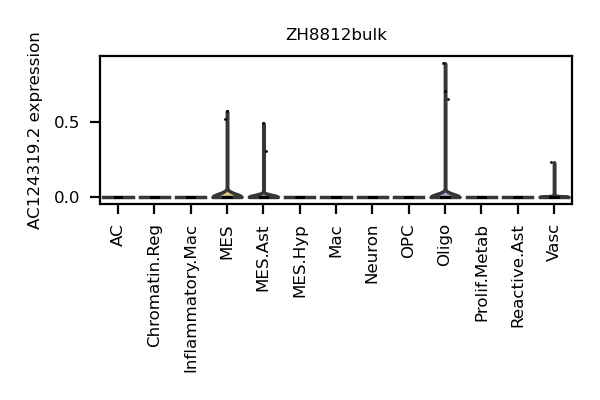 ZH8812bulk
AC124319.2 expression
0.5
0.0
AC
Chromatin.Reg
Inflammatory.Mac
MES
MES.Ast
MES.Hyp
Mac
Neuron
OPC
Oligo
Prolif.Metab
Reactive.Ast
Vasc